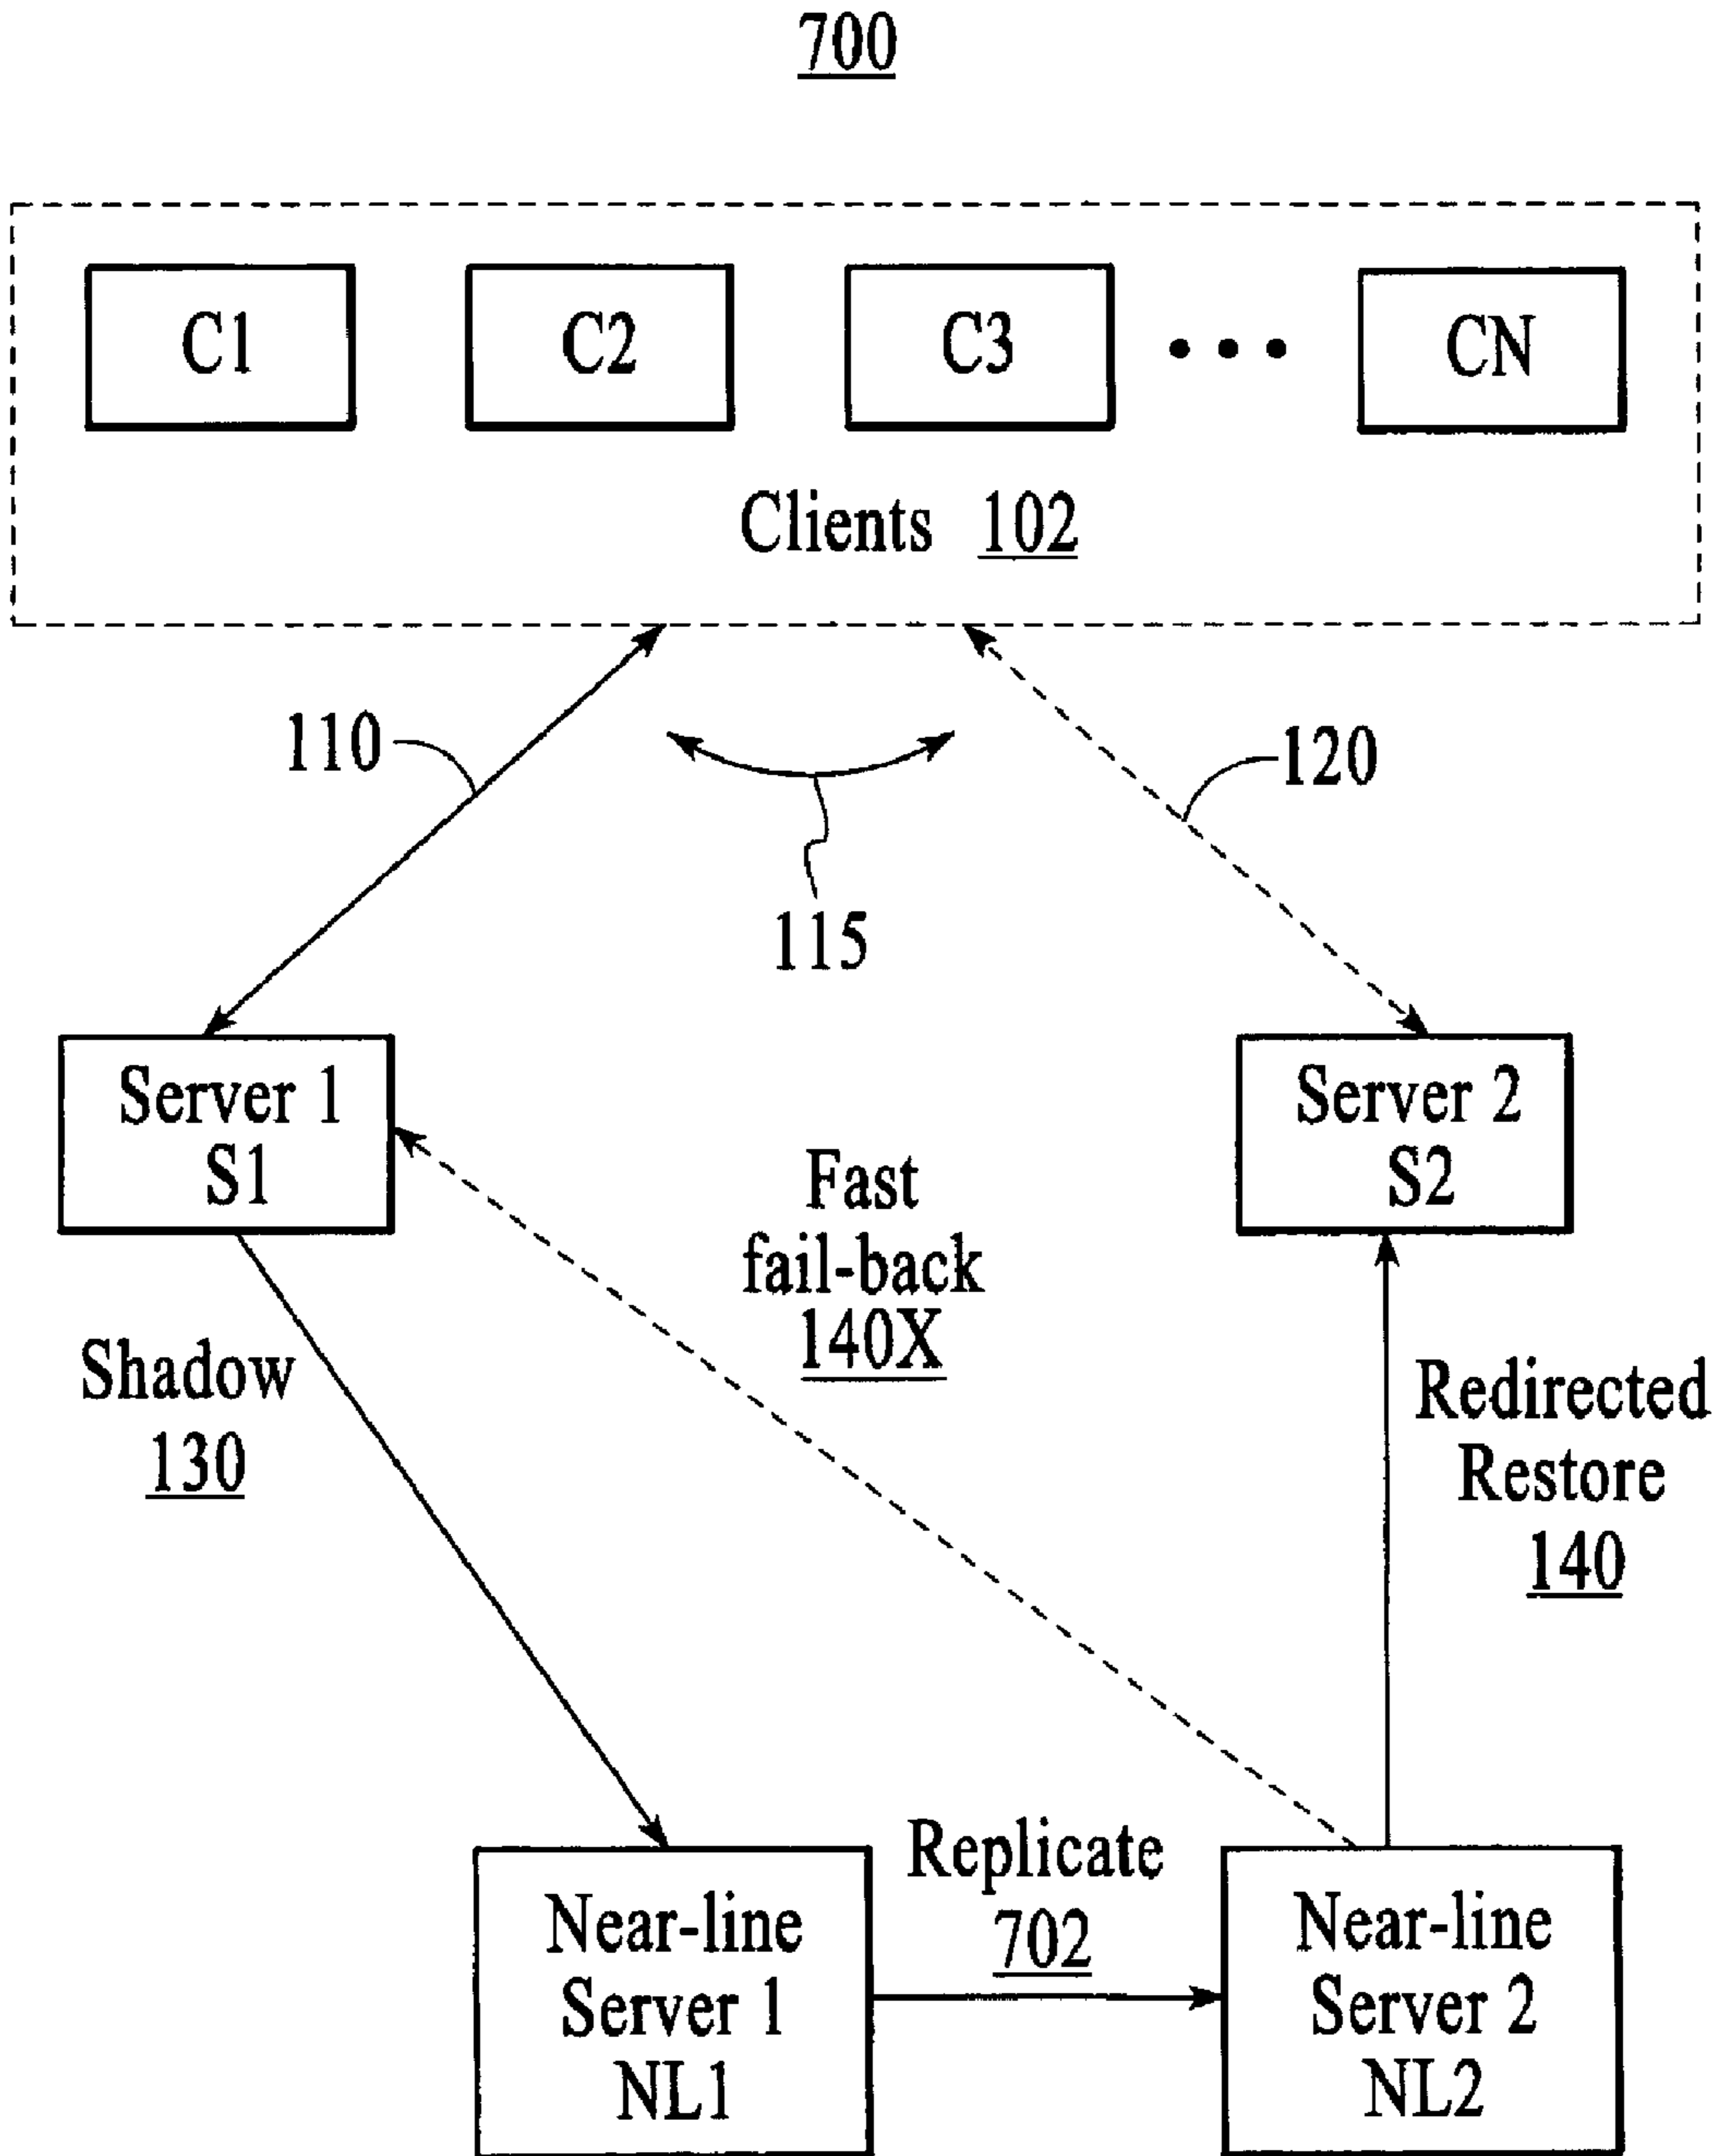 700
C1
C2
C3
CN
Clients 102
110
120
115
Server 1
S1
Server 2
S2
Fast
fail-back
140X
Shadow
130
Redirected
Restore
140
Replicate
702
Near-line
Server 1
NL1
Near-line
Server 2
NL2